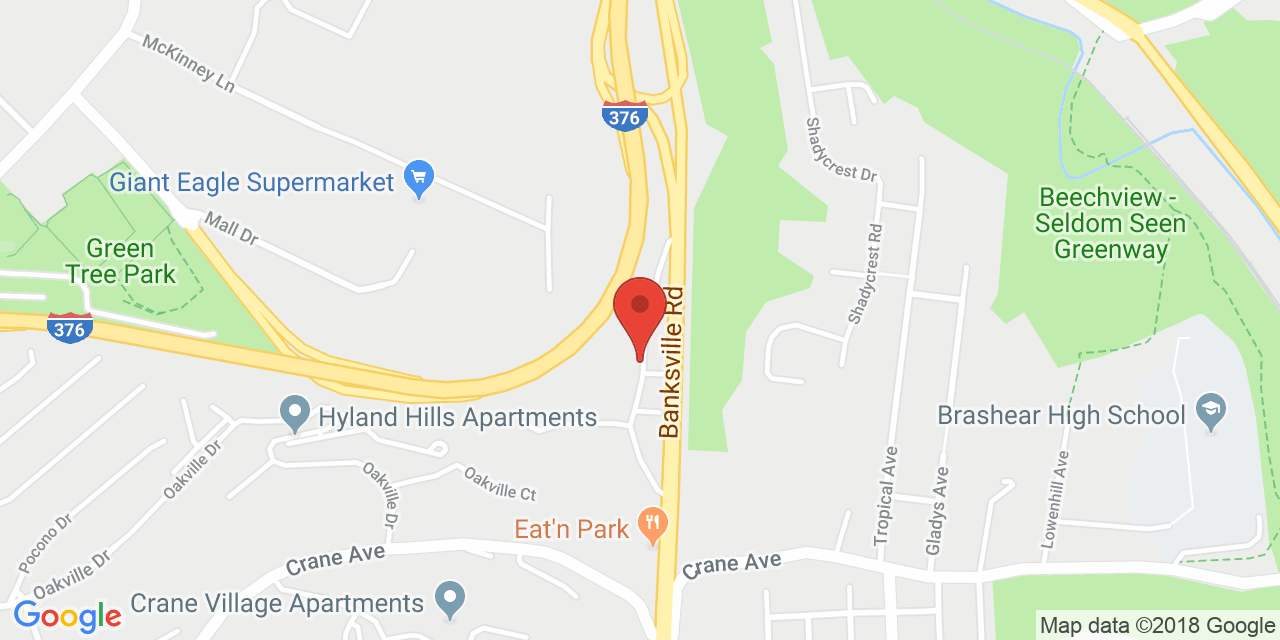 McKinney Ln
376
Shadycrest Dr
Giant Eagle Supermarket
Beechview -
Seldom Seen
Greenway
Mall Dr
Green
Tree Park
Shadycrest Rd
376
Banksville Rd
Hyland Hills Apartments
Brashear High School
Oakville Dr
Oakville Dr
Oakville Ct
Tropical Ave
Gladys Ave
Lowenhill Ave
Eat'n Park
Pocono Dr
Oakville Dr
Crane Ave
Crane Ave
Crane Village Apartments
Google
Map data ©2018 Google